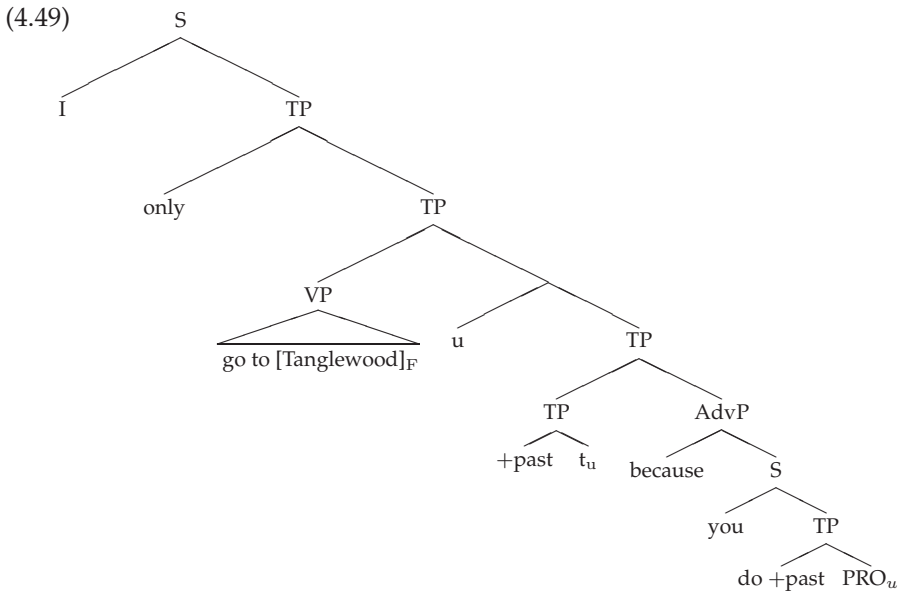 (4.49)
S
I TP
only TP
VP
go to [Tanglewood]F u TP
TP AdvP
+past tu because S
you TP
do +past PROu